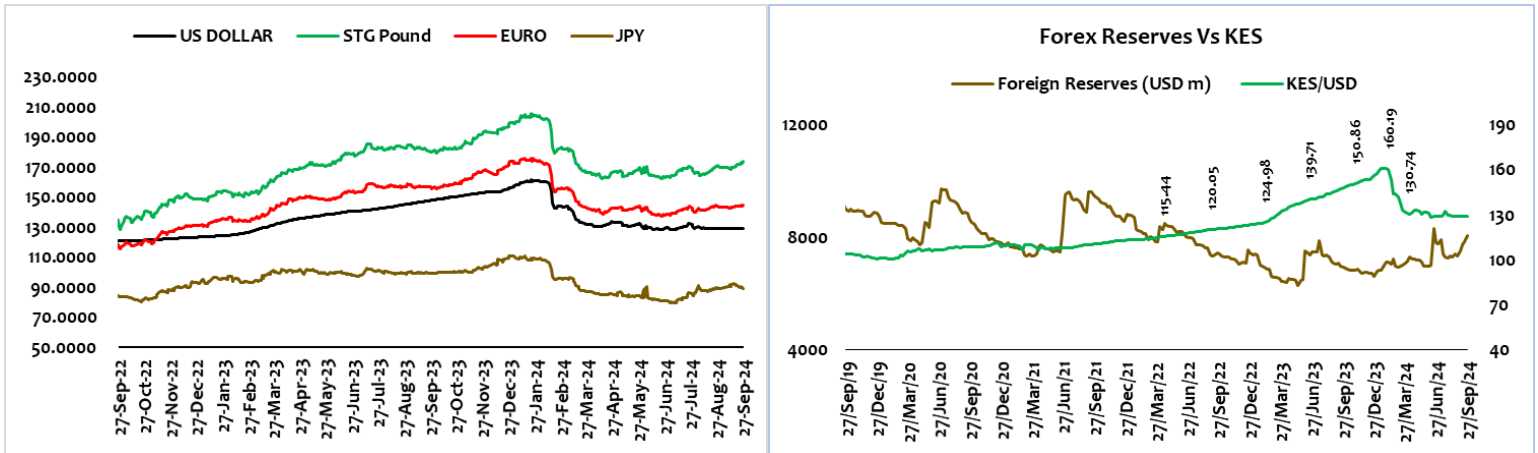 US DOLLAR STG Pound EURO JPY
230.0000
210.0000
190.0000
170.0000
150.0000
130.0000
110.0000
90.0000
70.0000
50.0000
27-Sep-22
27-Oct-22
27-Nov-22
27-Dec-22
27-Jan-23
27-Feb-23
27-Mar-23
27-Apr-23
27-May-23
27-Jun-23
27-Jul-23
27-Aug-23
27-Sep-23
27-Oct-23
27-Nov-23
27-Dec-23
27-Jan-24
27-Feb-24
27-Mar-24
27-Apr-24
27-May-24
27-Jun-24
27-Jul-24
27-Aug-24
27-Sep-24
Forex Reserves Vs KES
Foreign Reserves (USD m) KES/USD
12000
8000
4000
190
160
130
100
70
40
115.44
120.05
124.98
139.71
150.86
160.19
130.74
27/Sep/19
27/Dec/19
27/Mar/20
27/Jun/20
27/Sep/20
27/Dec/20
27/Mar/21
27/Jun/21
27/Sep/21
27/Dec/21
27/Mar/22
27/Jun/22
27/Sep/22
27/Dec/22
27/Mar/23
27/Jun/23
27/Sep/23
27/Dec/23
27/Mar/24
27/Jun/24
27/Sep/24